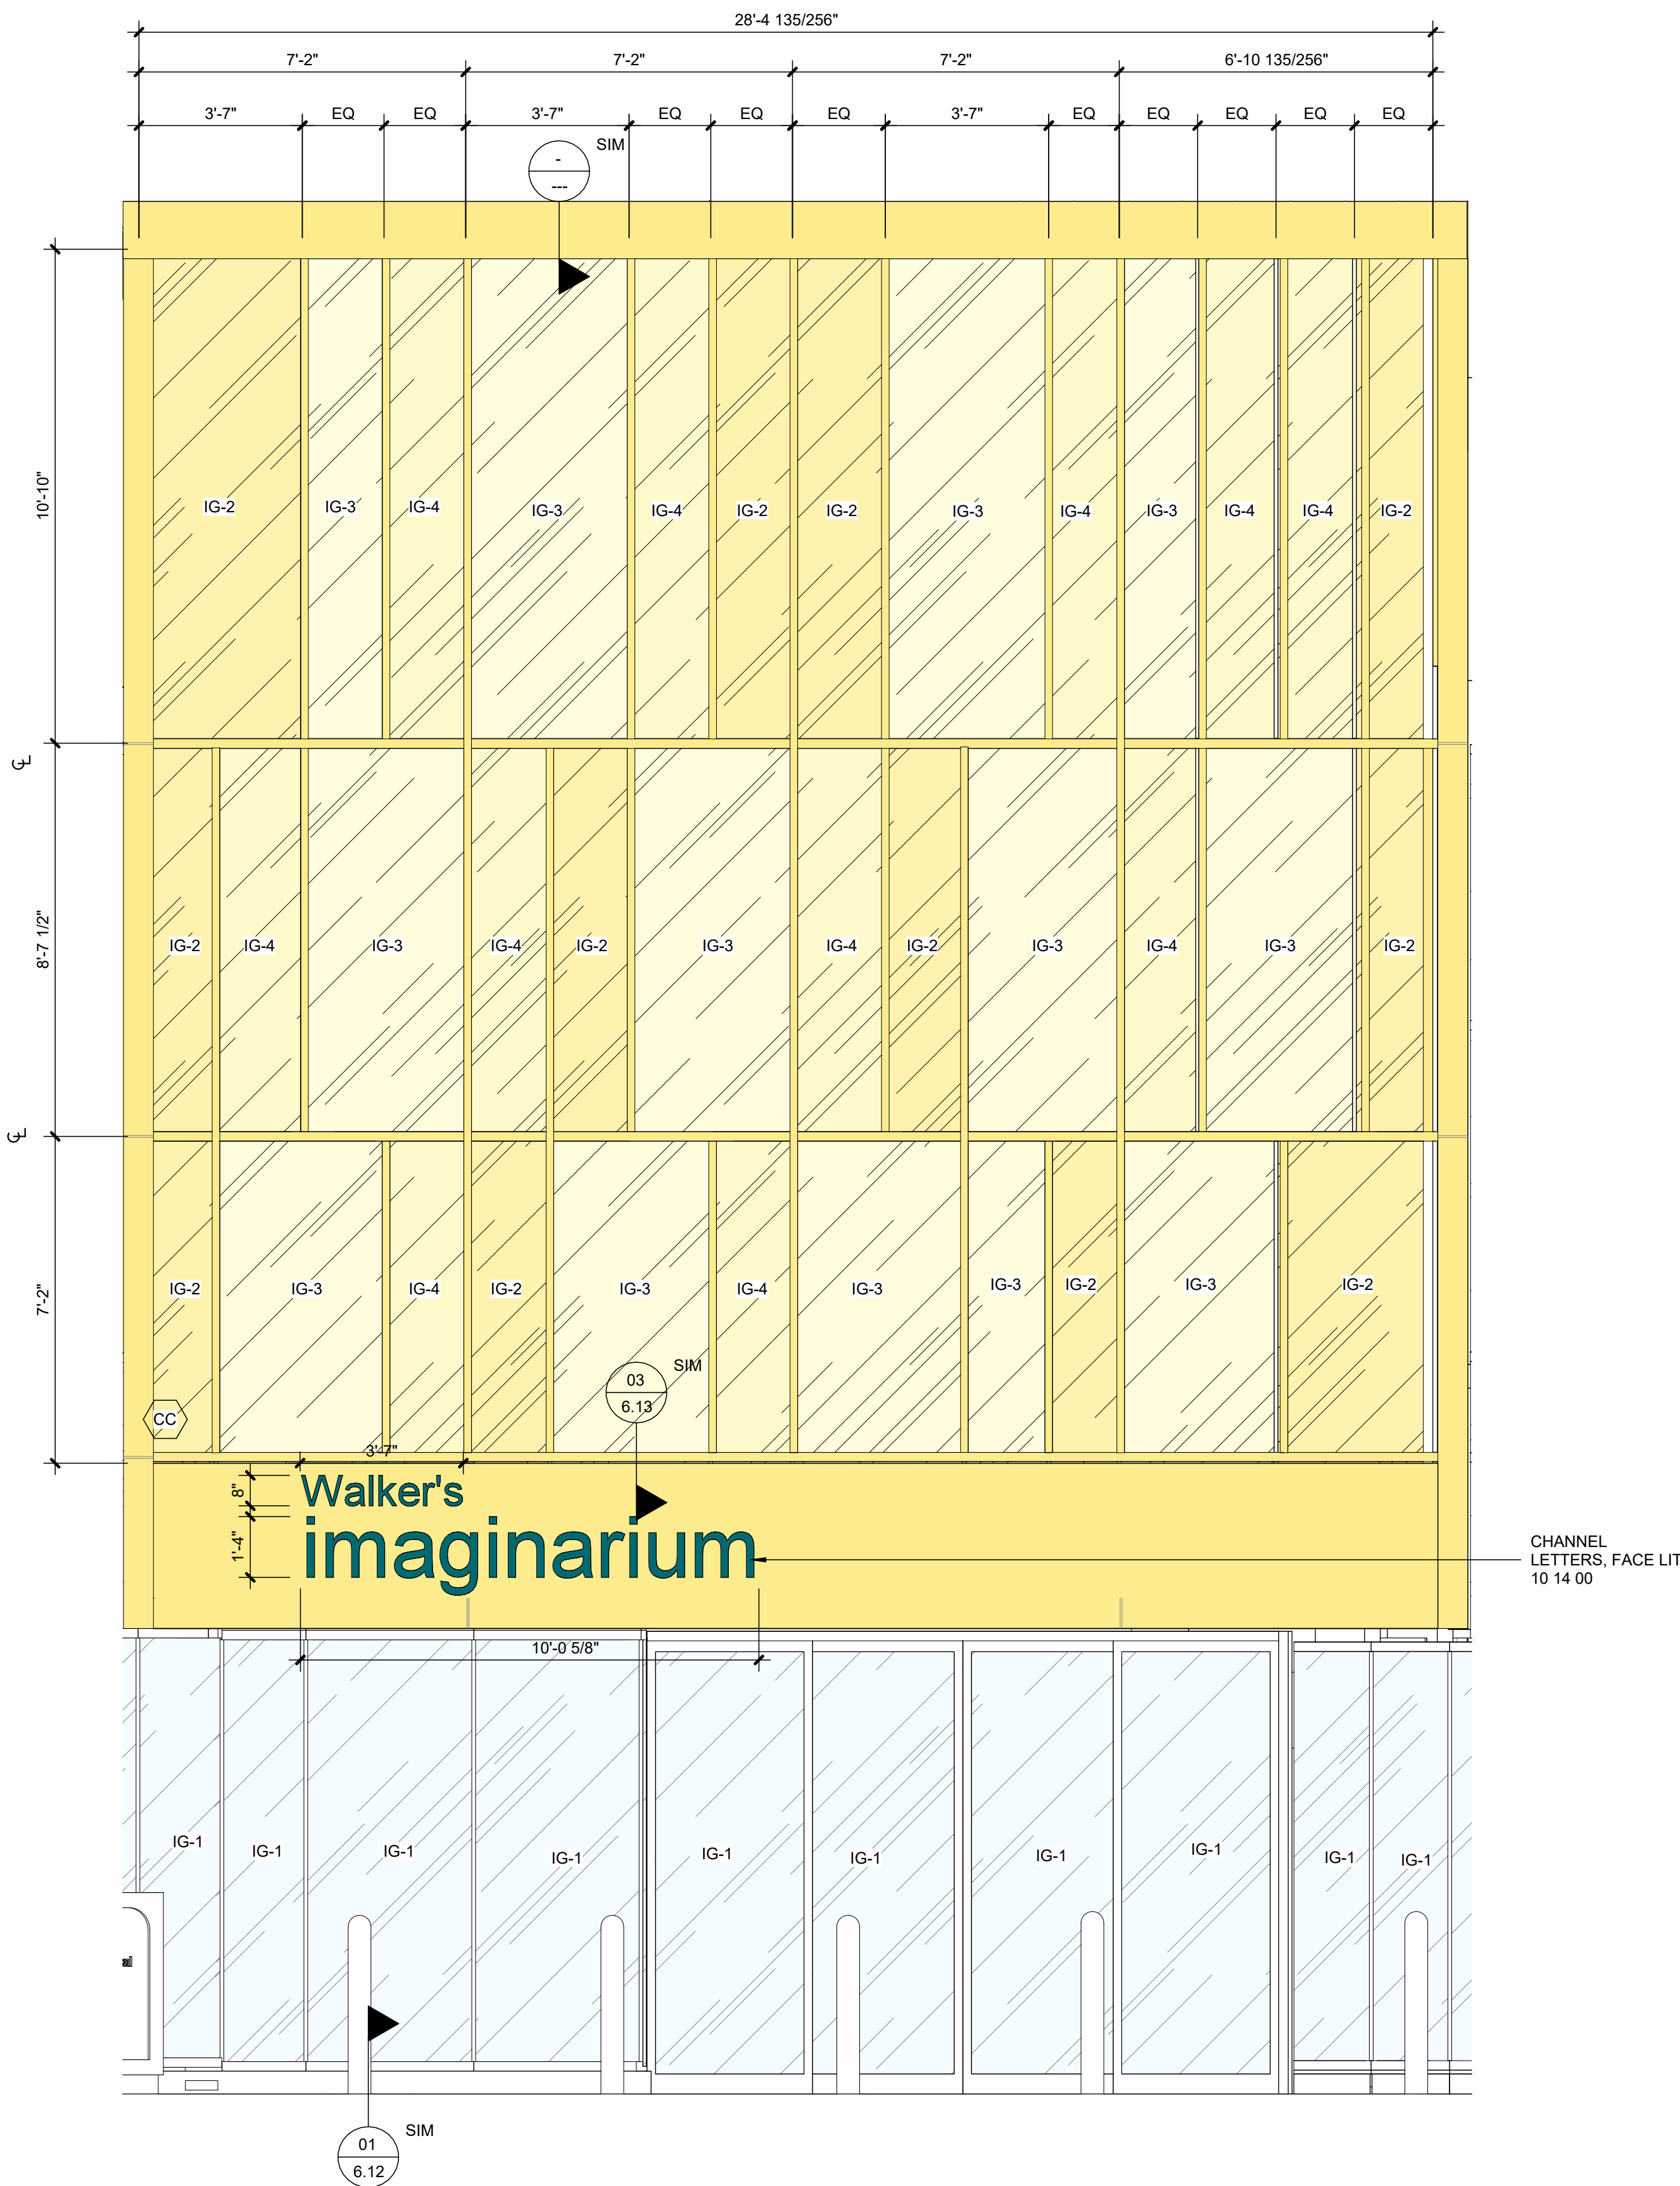 28'-4 135/256"
7'-2" 7'-2" 7'-2" 6'-10 135/256"
3'-7" EQ EQ 3'-7" EQ EQ EQ 3'-7" EQ EQ EQ EQ EQ
SIM
-
---
10'-10"
IG-2 IG-3 IG-4 IG-3 IG-4 IG-2 IG-2 IG-3 IG-4 IG-3 IG-4 IG-4 IG-2
8'-7 1/2"
IG-2 IG-4 IG-3 IG-4 IG-2 IG-3 IG-4 IG-2 IG-3 IG-4 IG-3 IG-2
7'-2"
IG-2 IG-3 IG-4 IG-2 IG-3 IG-4 IG-3 IG-3 IG-2 IG-3 IG-2
SIM
03
6.13
CC
3'-7"
8"
Walker's
1'-4"
imaginarium
CHANNEL
LETTERS, FACE LIT
10 14 00
10'-0 5/8"
IG-1 IG-1 IG-1 IG-1 IG-1 IG-1 IG-1 IG-1 IG-1 IG-1
SIM
01
6.12